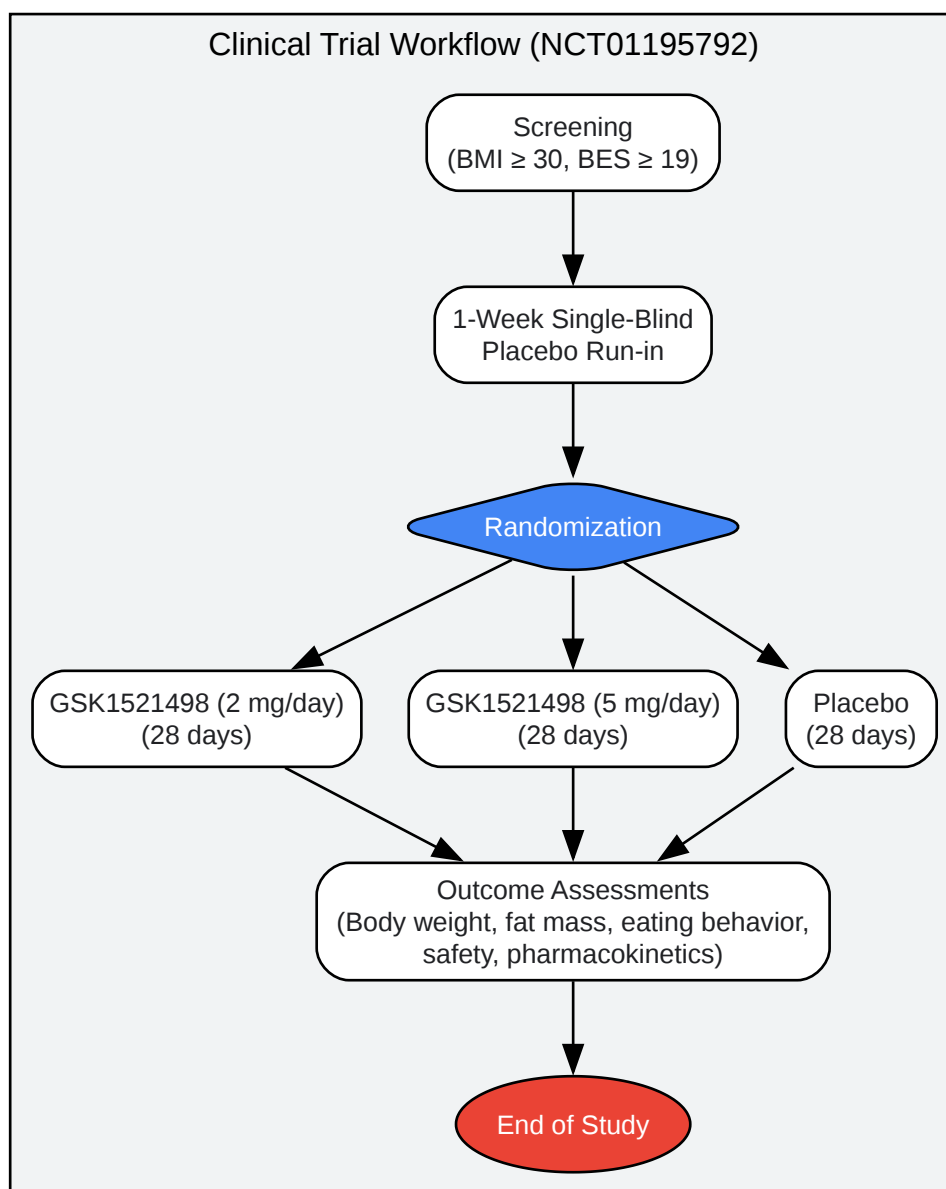 Clinical Trial Workflow (NCT01195792)
Screening
(BMI ≥ 30, BES ≥ 19)
1-Week Single-Blind
Placebo Run-in
Randomization
GSK1521498 (2 mg/day)
(28 days)
GSK1521498 (5 mg/day)
(28 days)
Placebo
(28 days)
Outcome Assessments
(Body weight, fat mass, eating behavior,
safety, pharmacokinetics)
End of Study